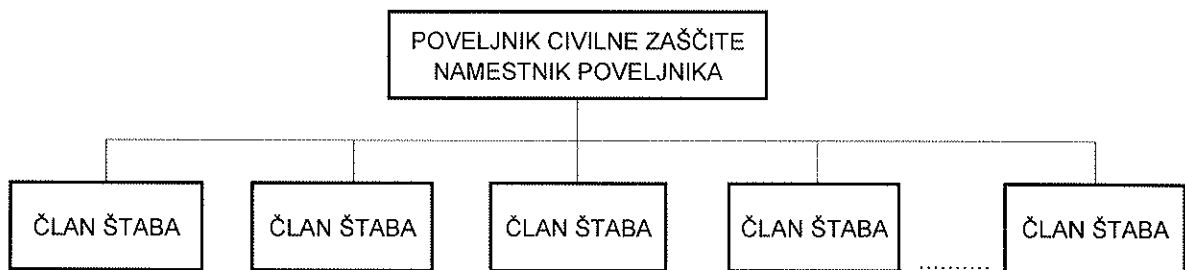 POVELJNIK CIVILNE ZAŠČITE
NAMESTNIK POVELJNIKA
ČLAN ŠTABA
ČLAN ŠTABA
ČLAN ŠTABA
ČLAN ŠTABA
..........
ČLAN ŠTABA